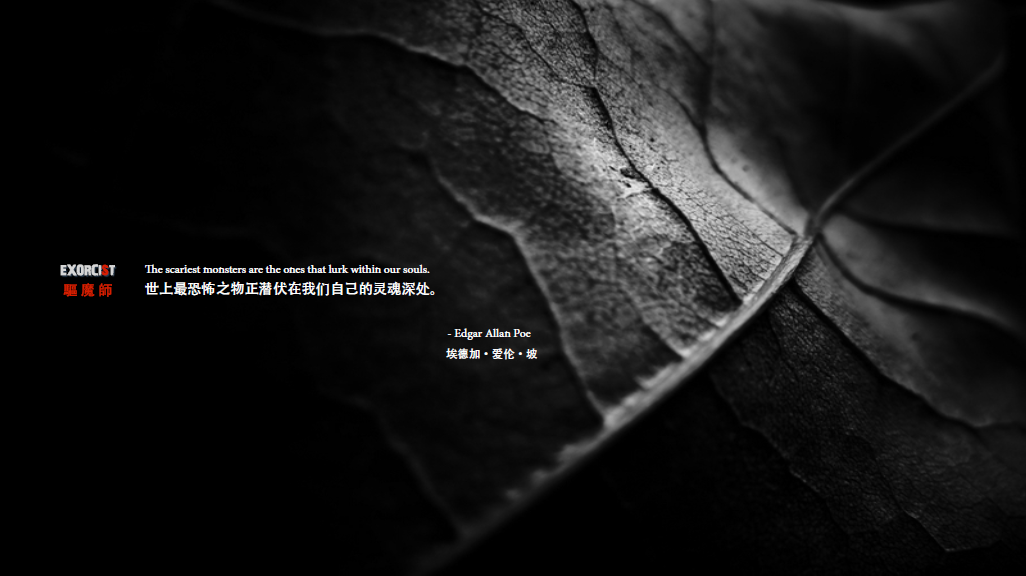 EXORCIST
驅魔師
The scariest monsters are the ones that lurk within our souls.
世上最恐怖之物正潜伏在我们自己的灵魂深处。
- Edgar Allan Poe
埃德加・爱伦・坡